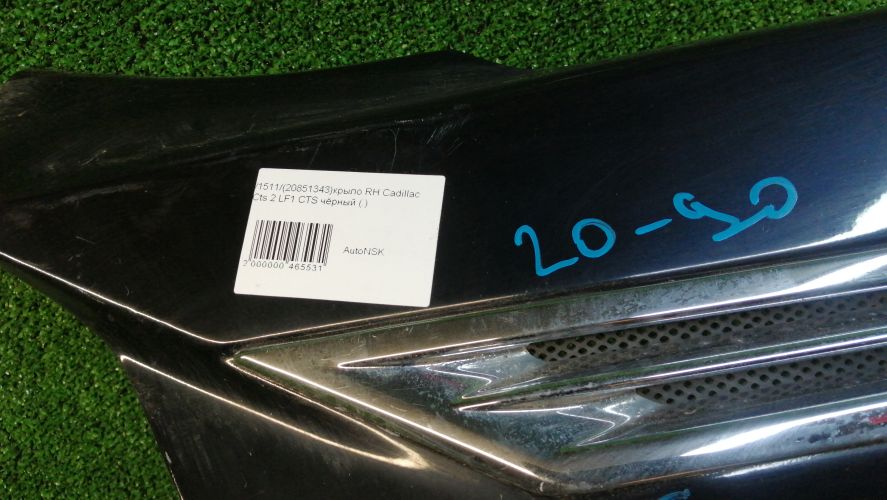 /1511/(20851343)крыло RH Cadillac
Cts 2 LF1 CTS чёрный (.)
AutoNSK
2 000000 465531
20-90